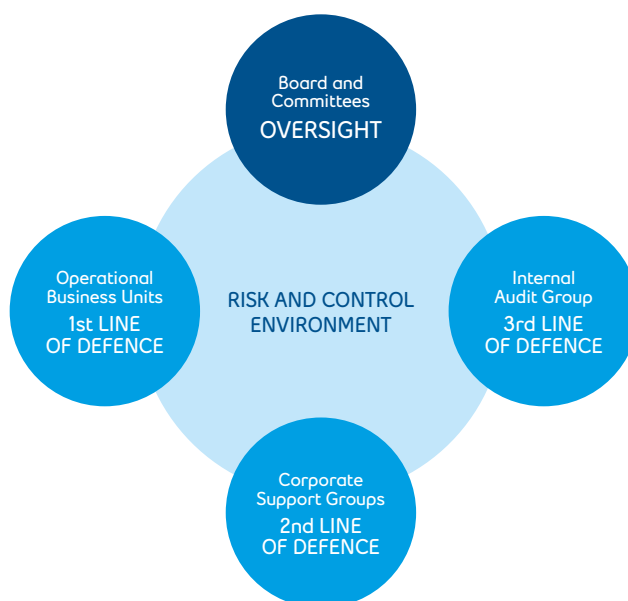 Board and
Committees
OVERSIGHT
Operational
Business Units
1st LINE
OF DEFENCE
RISK AND CONTROL
ENVIRONMENT
Internal
Audit Group
3rd LINE
OF DEFENCE
Corporate
Support Groups
2nd LINE
OF DEFENCE